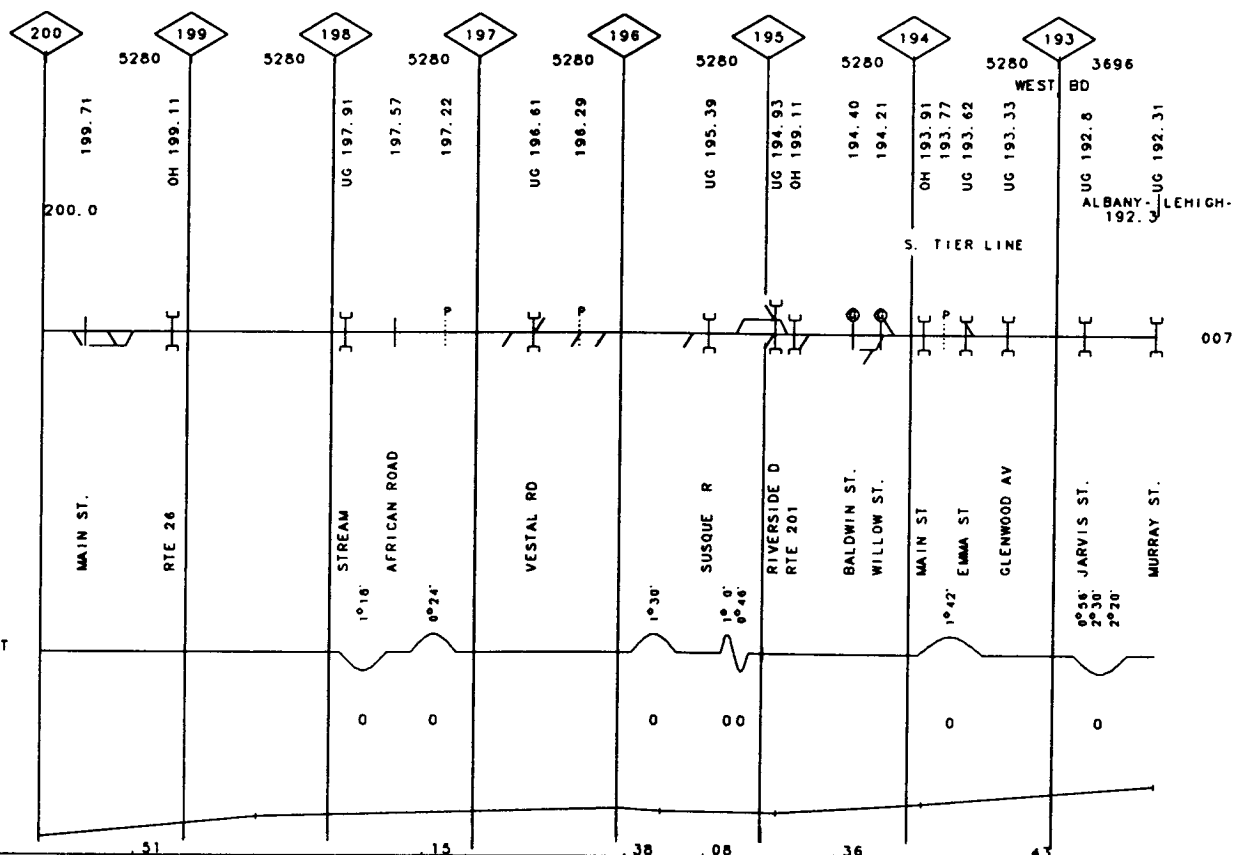 200 199 198 197 196 195 194 193
5280 5280 5280 5280 5280 5280 5280 3696
WEST BD
199.71
OH 199.11
UG 197.91
197.57
197.22
UG 196.61
196.29
UG 195.39
UG 194.93
OH 199.11
194.40
194.21
OH 193.91
193.77
UG 193.62
UG 193.33
UG 192.8
UG 192.31
200.0
ALBANY- LEHIGH-
192.3
S. TIER LINE
P P P
007
MAIN ST.
RTE 26
STREAM
AFRICAN ROAD
VESTAL RD
SUSQUE R
RIVERSIDE D
RTE 201
BALDWIN ST.
WILLOW ST.
MAIN ST
EMMA ST
GLENWOOD AV
JARVIS ST.
MURRAY ST.
1°18'
0°24'
1°30'
1° 0'
0°46'
1°42'
0°56'
2°30'
2°20'
T
0 0 0 00 0 0
.51 .15 .38 .08 .36 .43